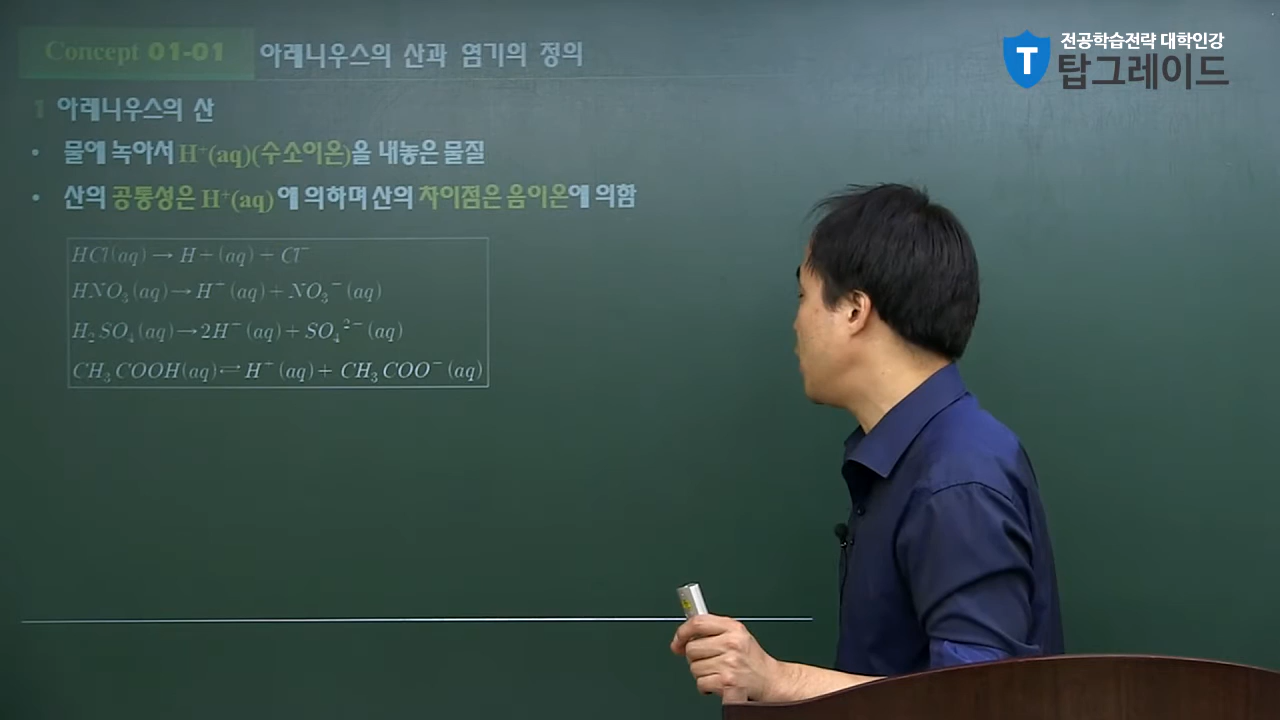 Concept 01-01 아레니우스의 산과 염기의 정의
전공학습전략 대학인강
탑그레이드
1 아레니우스의 산
• 물에 녹아서 H⁺(aq)(수소이온)을 내놓은 물질
• 산의 공통성은 H⁺(aq) 에 의하며 산의 차이점은 음이온에 의함
HCl(aq) → H+(aq) + Cl⁻
HNO₃(aq) → H⁺(aq) + NO₃⁻(aq)
H₂SO₄(aq) → 2H⁻(aq) + SO₄²⁻(aq)
CH₃COOH(aq) ⇌ H⁺(aq) + CH₃COO⁻(aq)